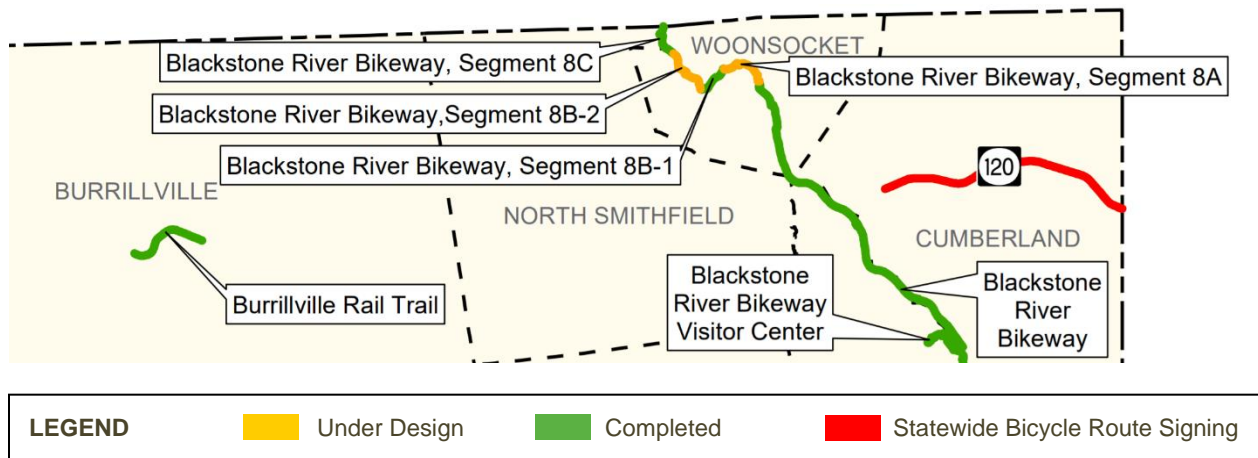 WOONSOCKET
Blackstone River Bikeway, Segment 8C
Blackstone River Bikeway, Segment 8A
Blackstone River Bikeway,Segment 8B-2
Blackstone River Bikeway, Segment 8B-1
120
BURRILLVILLE
NORTH SMITHFIELD
CUMBERLAND
Burrillville Rail Trail
Blackstone
River Bikeway
Visitor Center
Blackstone
River
Bikeway
LEGEND Under Design Completed Statewide Bicycle Route Signing